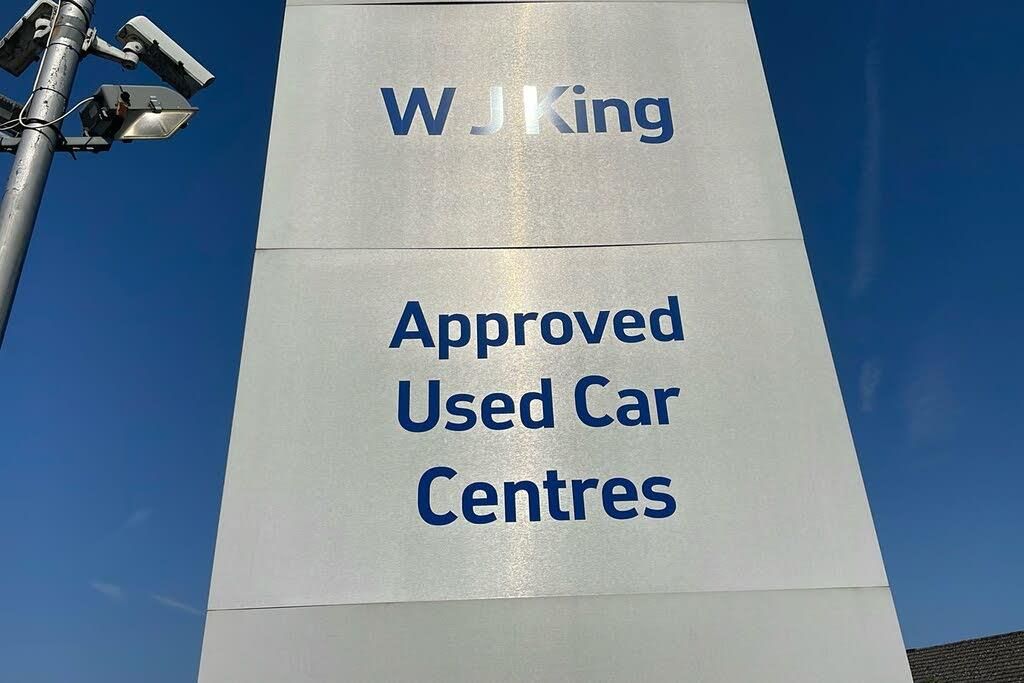 W J King
Approved
Used Car
Centres